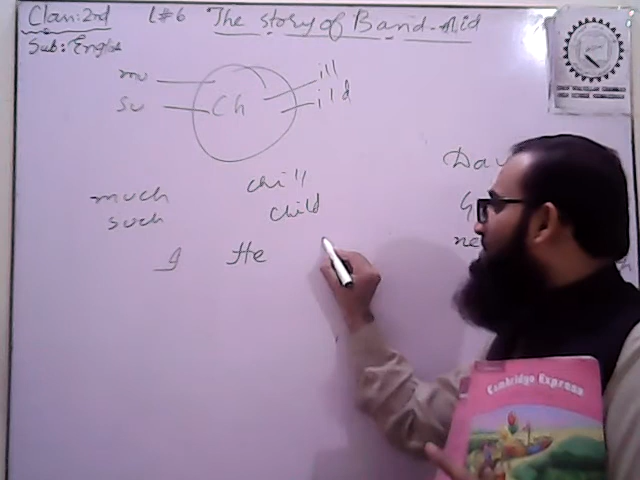 Class: 2nd L#6 The story of Band-Aid
Sub: English
mu ill
su Ch ild
much chill
such child
I He
Dav
ne
Cambridge Express